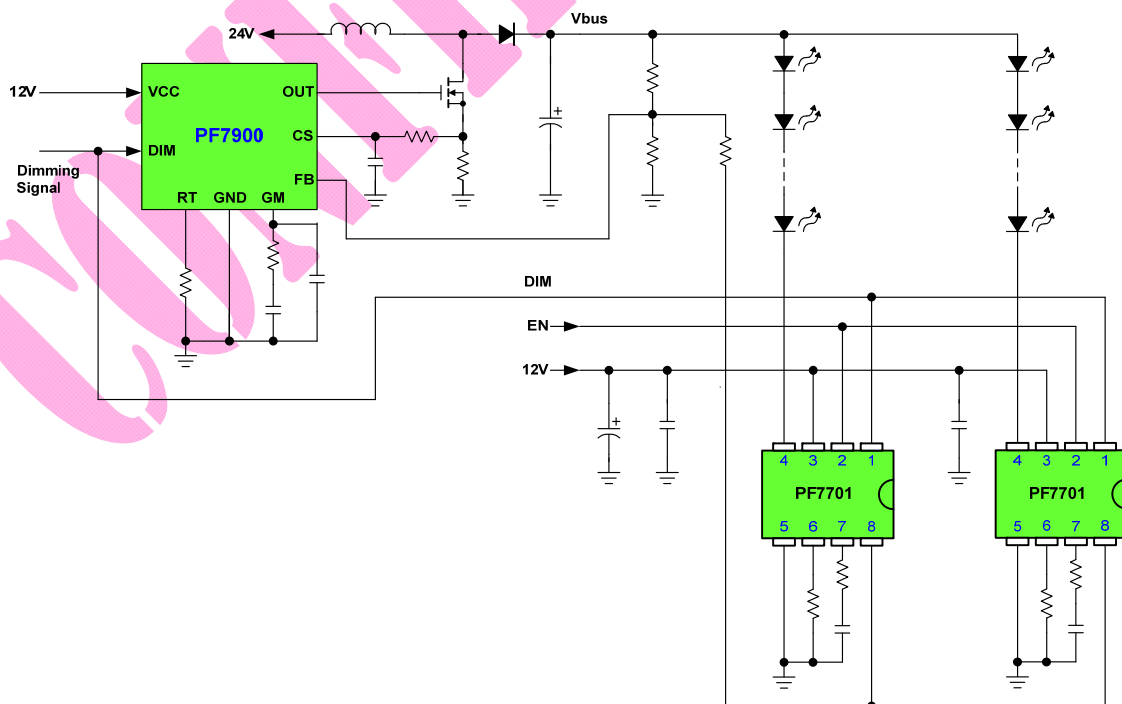 Vbus
24V
12V
VCC
OUT
PF7900
CS
DIM
Dimming
Signal
FB
RT GND GM
DIM
EN
12V
4 3 2 1
PF7701
5 6 7 8
4 3 2 1
PF7701
5 6 7 8